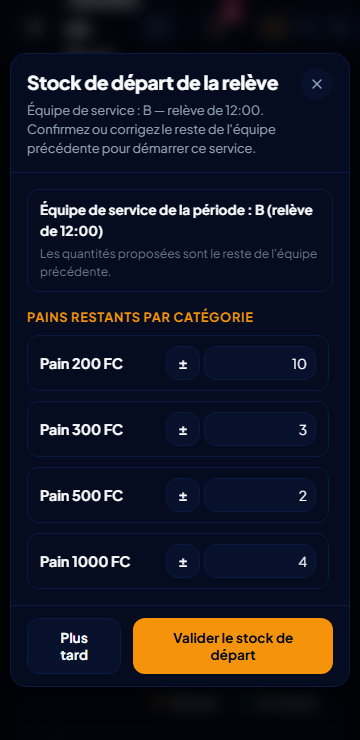 Stock de départ de la relève
Équipe de service : B — relève de 12:00.
Confirmez ou corrigez le reste de l'équipe
précédente pour démarrer ce service.
Équipe de service de la période : B (relève
de 12:00)
Les quantités proposées sont le reste de l'équipe
précédente.
PAINS RESTANTS PAR CATÉGORIE
Pain 200 FC ± 10
Pain 300 FC ± 3
Pain 500 FC ± 2
Pain 1000 FC ± 4
Plus
tard
Valider le stock de
départ